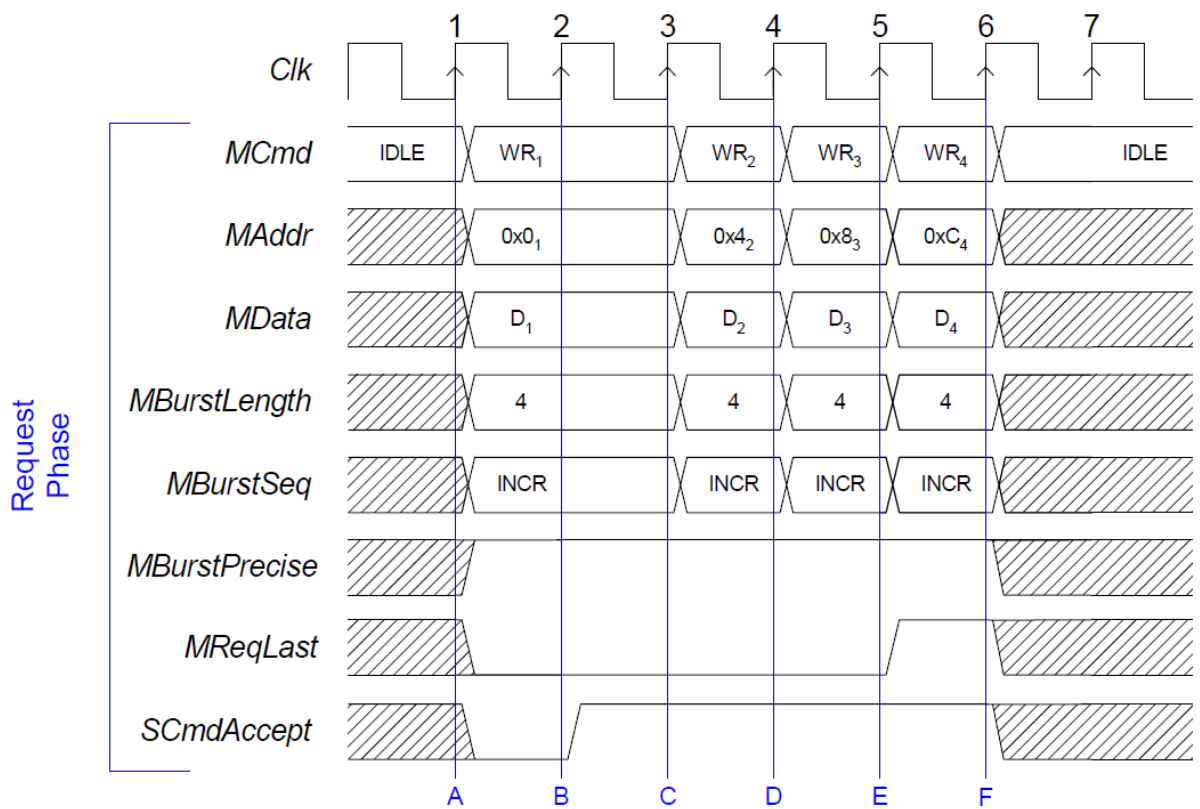 1 2 3 4 5 6 7
Clk
MCmd IDLE WR1 WR2 WR3 WR4 IDLE
MAddr 0x01 0x42 0x83 0xC4
MData D1 D2 D3 D4
MBurstLength 4 4 4 4
Request
Phase
MBurstSeq INCR INCR INCR INCR
MBurstPrecise
MReqLast
SCmdAccept
A B C D E F